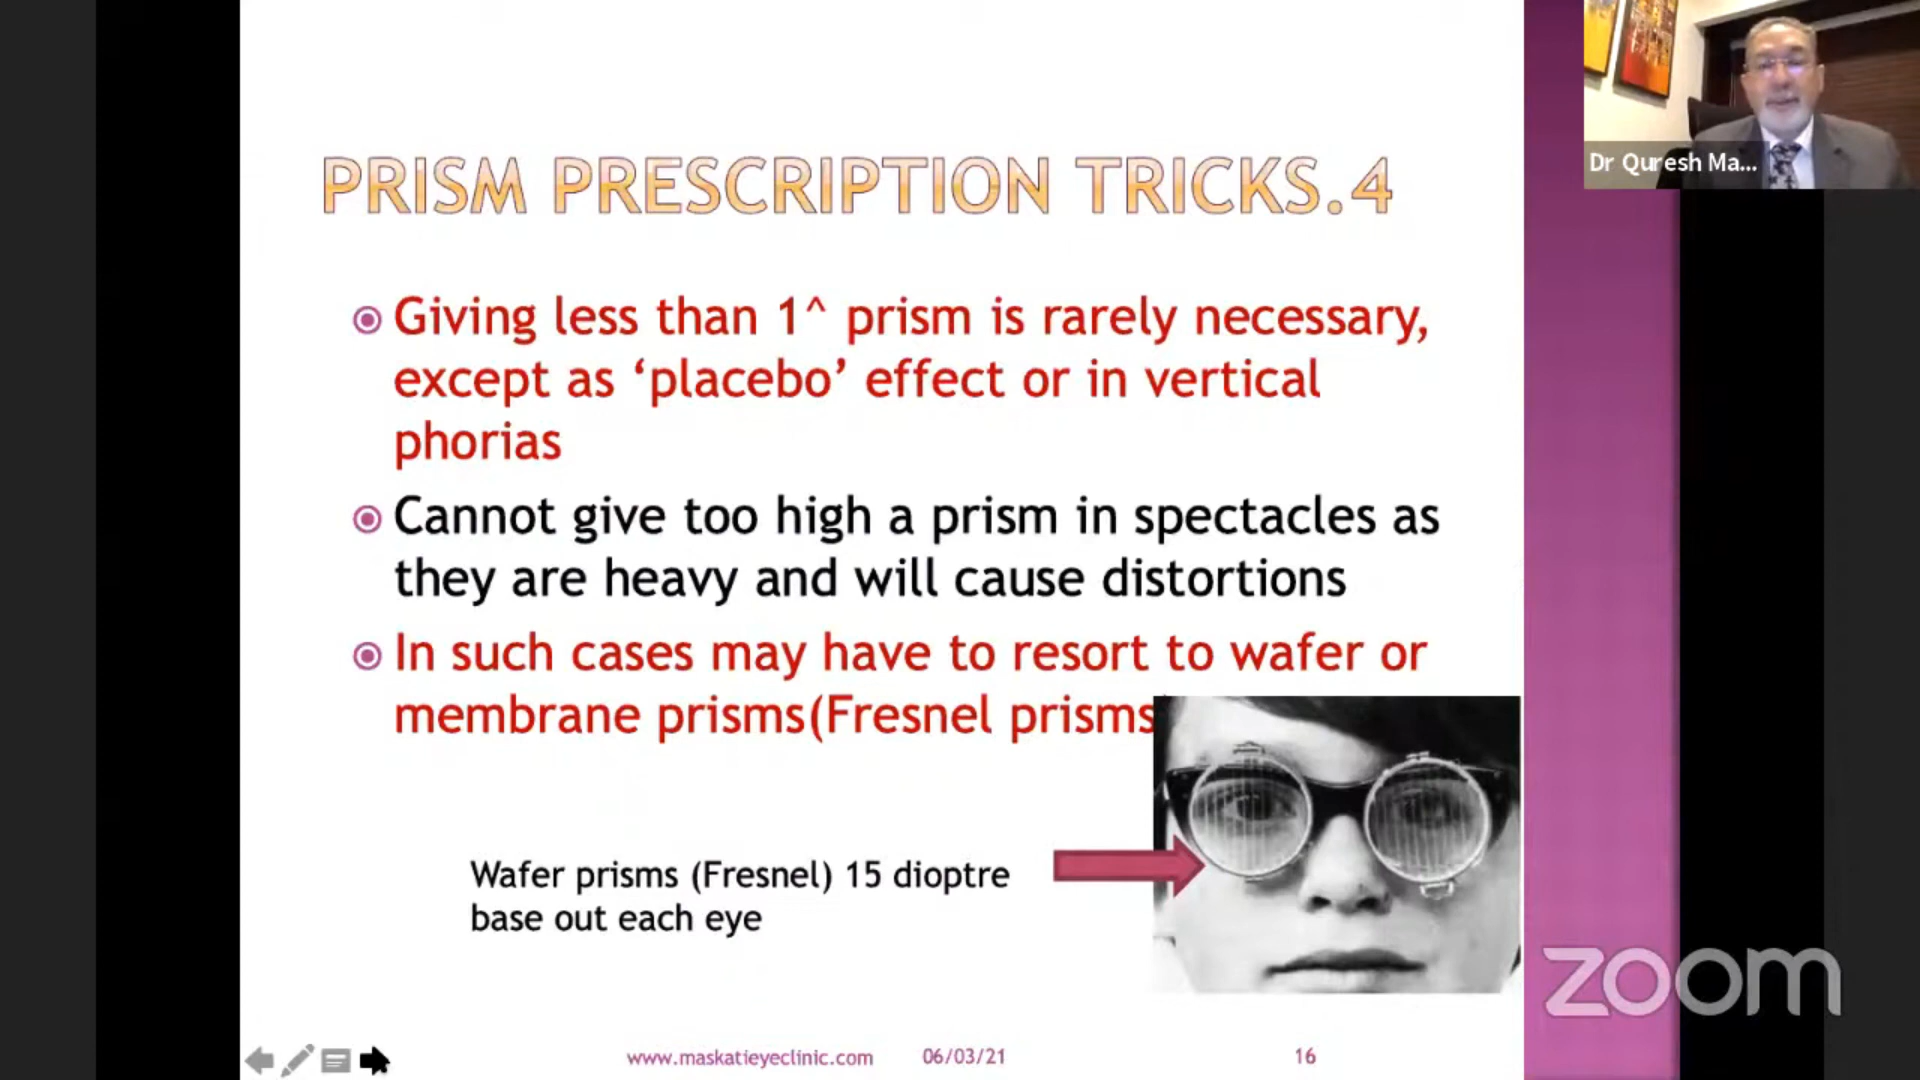 PRISM PRESCRIPTION TRICKS.4
Dr Quresh Ma...
Giving less than 1^ prism is rarely necessary,
except as ‘placebo’ effect or in vertical
phorias
Cannot give too high a prism in spectacles as
they are heavy and will cause distortions
In such cases may have to resort to wafer or
membrane prisms(Fresnel prisms
Wafer prisms (Fresnel) 15 dioptre
base out each eye
zoom
www.maskatieyeclinic.com 06/03/21 16